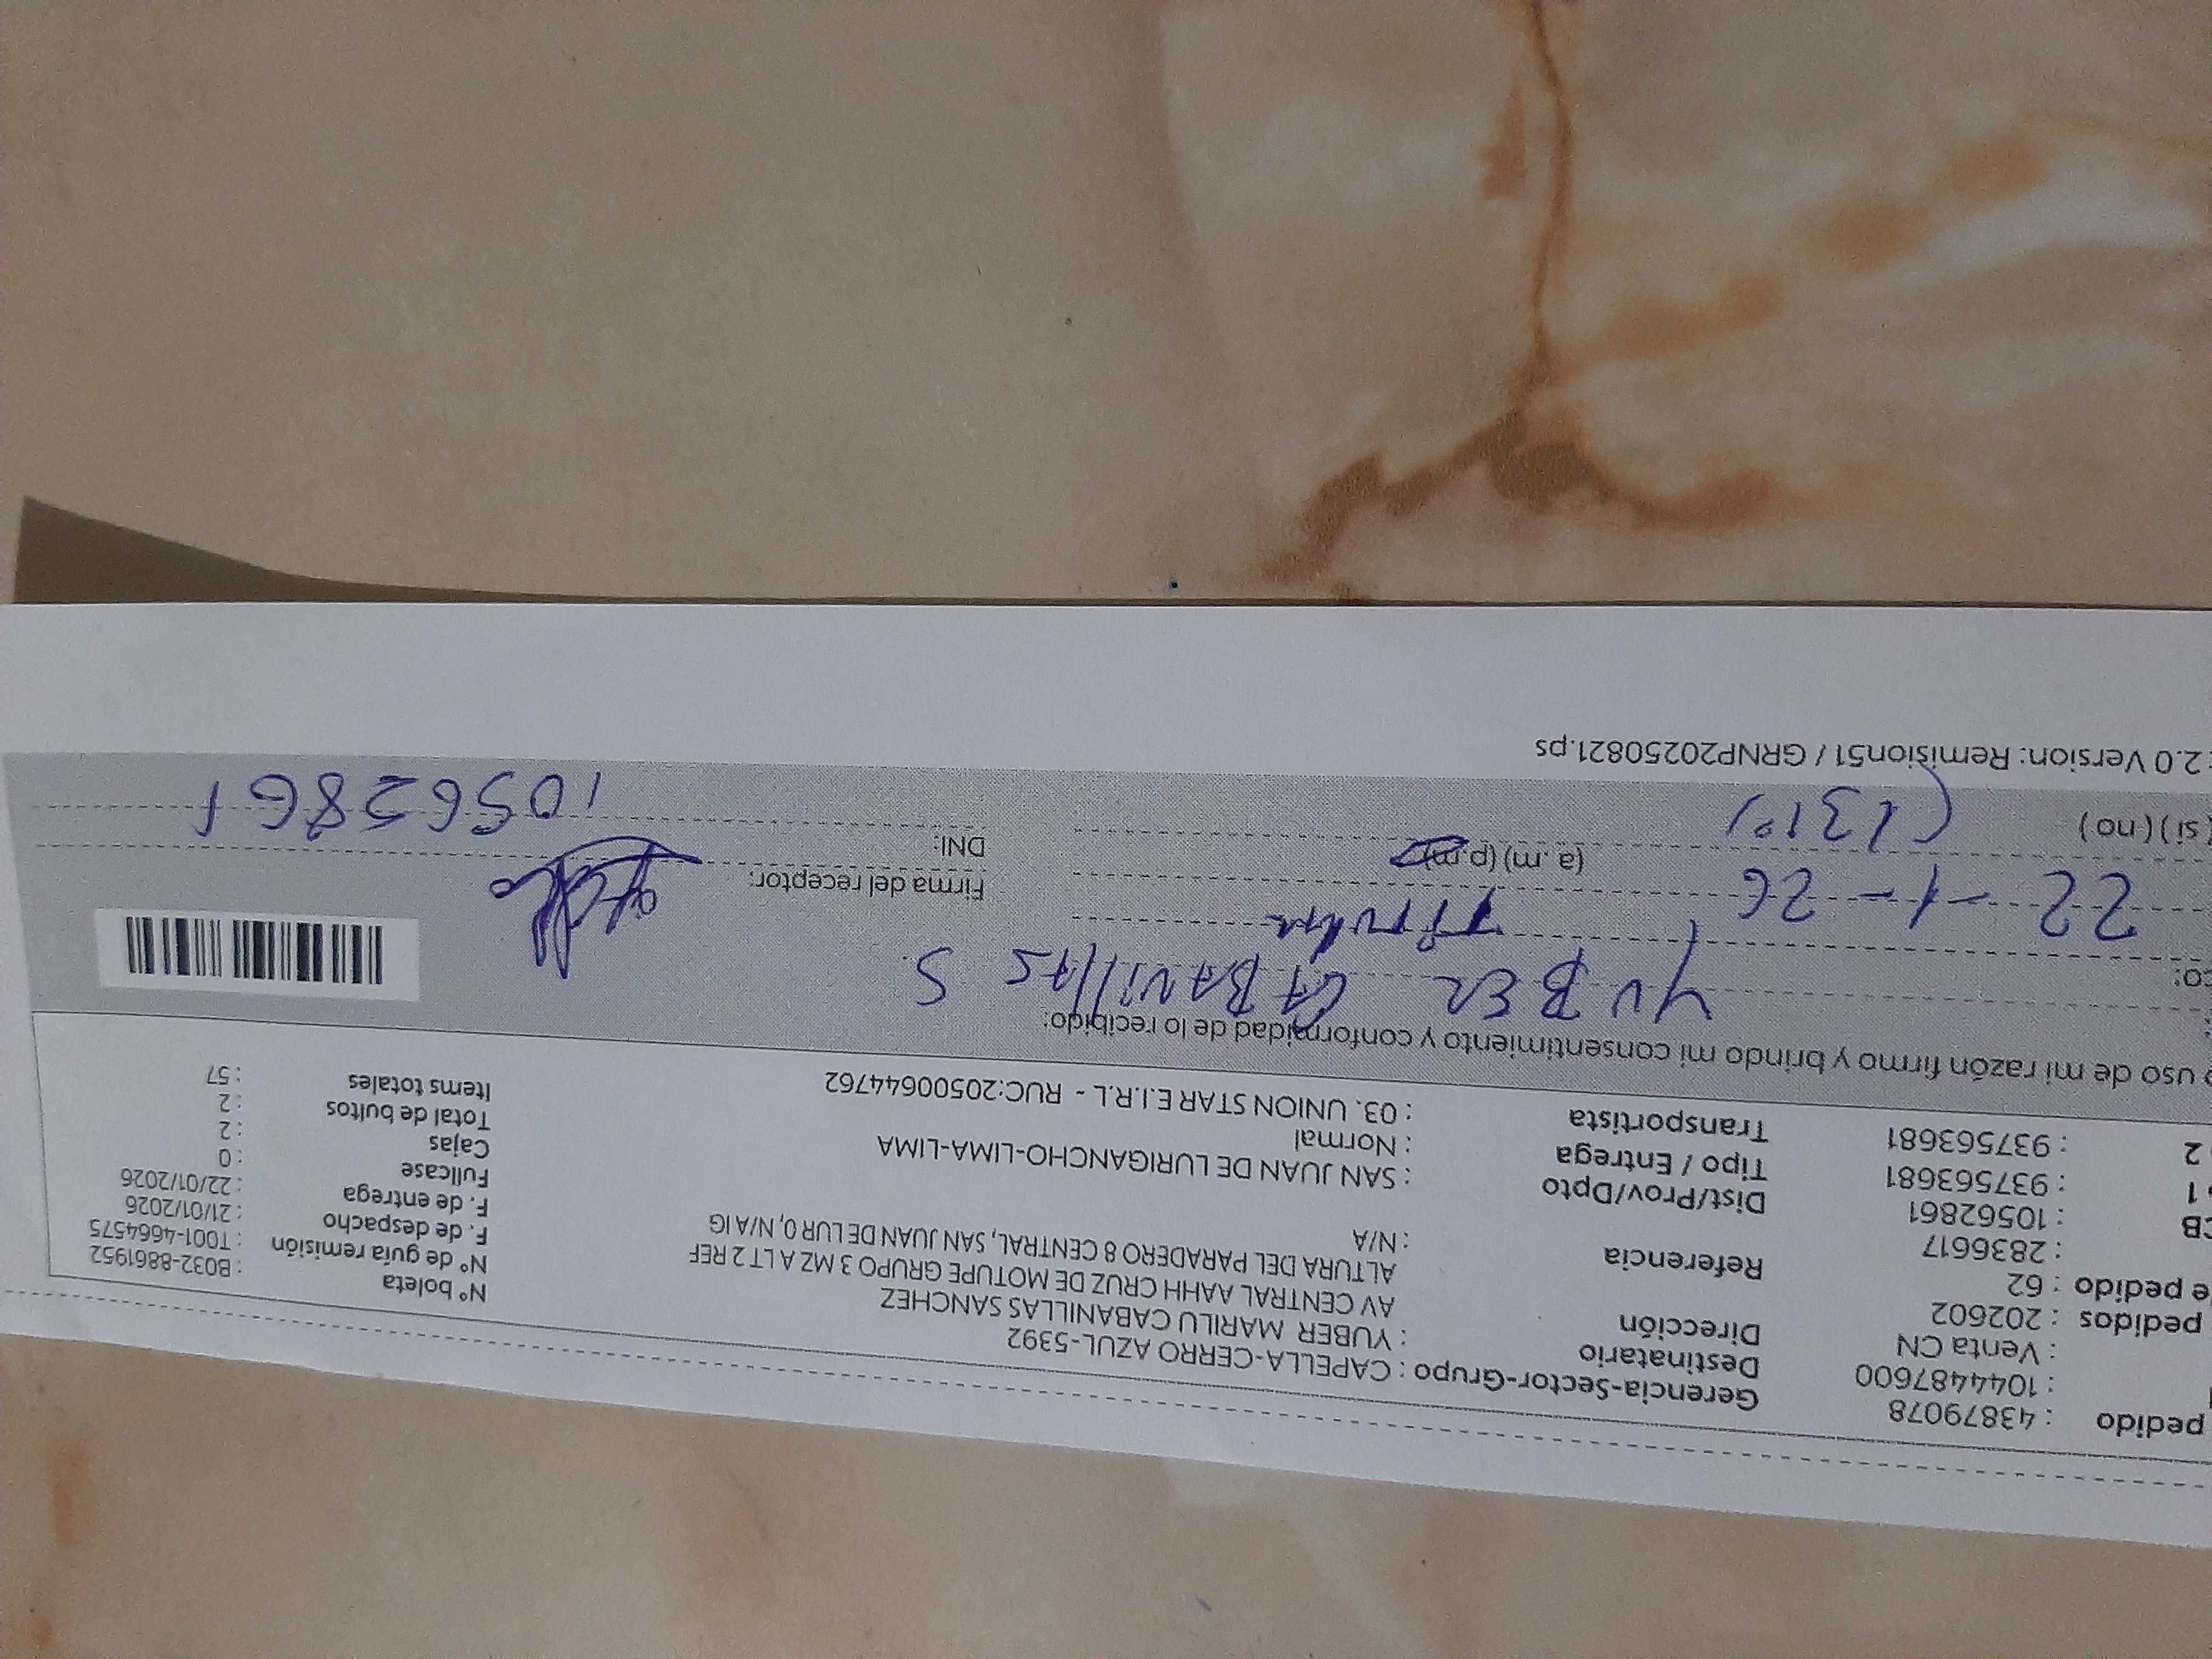 pedido : 43879078
: 104487600
: Venta CN
pedidos : 202602
e pedido : 62
: 2836617
CB : 10562861
1 : 937563681
2 : 937563681
Gerencia-Sector-Grupo : CAPELLA-CERRO AZUL-5392
Destinatario : YUBER MARILU CABANILLAS SANCHEZ
Dirección AV CENTRAL AAHH CRUZ DE MOTUPE GRUPO 3 MZ A LT 2 REF
ALTURA DEL PARADERO 8 CENTRAL, SAN JUAN DE LUR 0, N/A IG
Referencia : N/A
Dist/Prov/Dpto : SAN JUAN DE LURIGANCHO-LIMA-LIMA
Tipo / Entrega : Normal
Transportista : 03. UNION STAR E.I.R.L - RUC:20500644762
N° boleta : B032-8861952
N° de guía remisión : T001-4664575
F. de despacho : 21/01/2026
F. de entrega : 22/01/2026
Fullcase : 0
Cajas : 2
Total de bultos : 2
Items totales : 57
uso de mi razón firmo y brindo mi consentimiento y conformidad de lo recibido:
YUBER CABANILLAS S.
co:
Titular
22-1-26
(a.m) (p.m)
Firma del receptor:
(si) (no)
DNI: 10562861
2.0 Version: Remision51 / GRNP20250821.ps